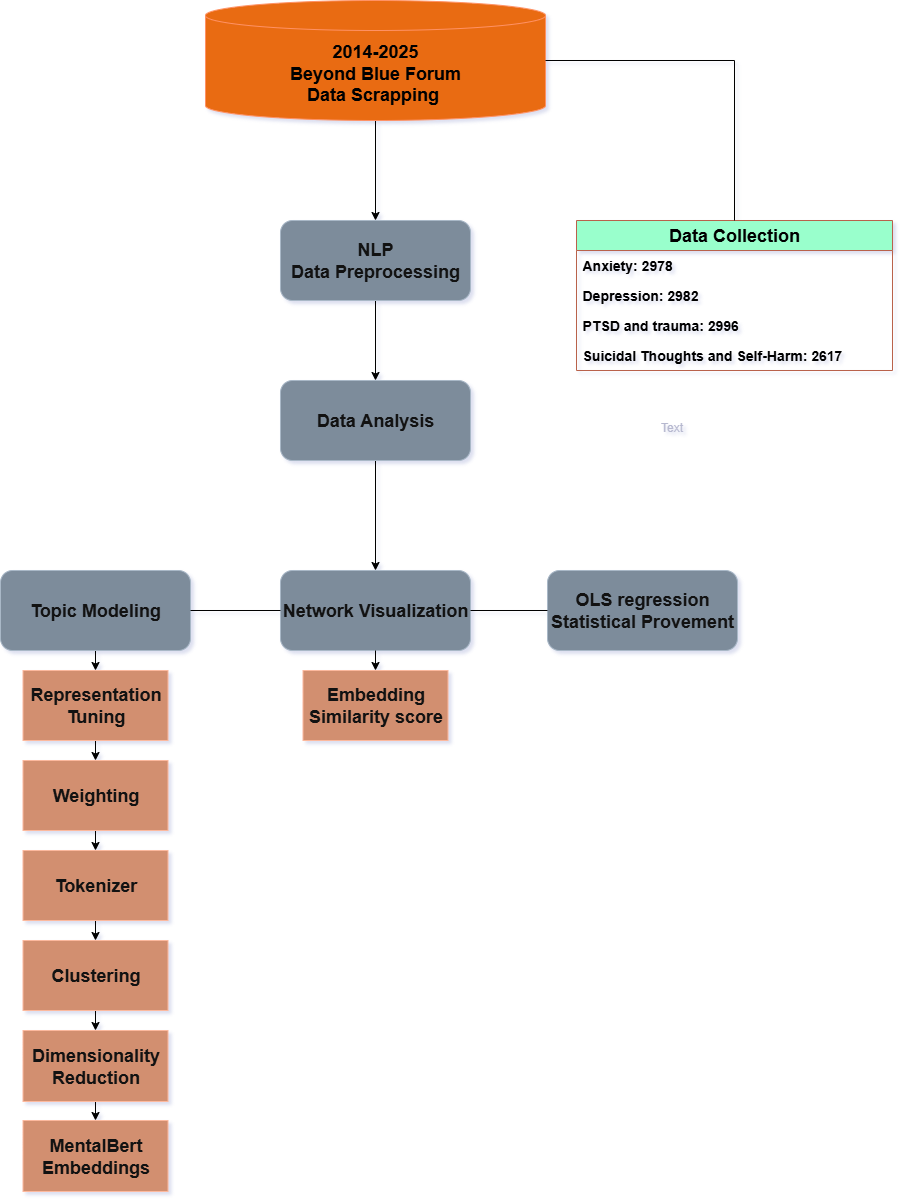 2014-2025
Beyond Blue Forum
Data Scrapping
NLP
Data Preprocessing
Data Collection
Anxiety: 2978
Depression: 2982
PTSD and trauma: 2996
Suicidal Thoughts and Self-Harm: 2617
Data Analysis
Text
Topic Modeling
Network Visualization
OLS regression
Statistical Provement
Representation
Tuning
Embedding
Similarity score
Weighting
Tokenizer
Clustering
Dimensionality
Reduction
MentalBert
Embeddings